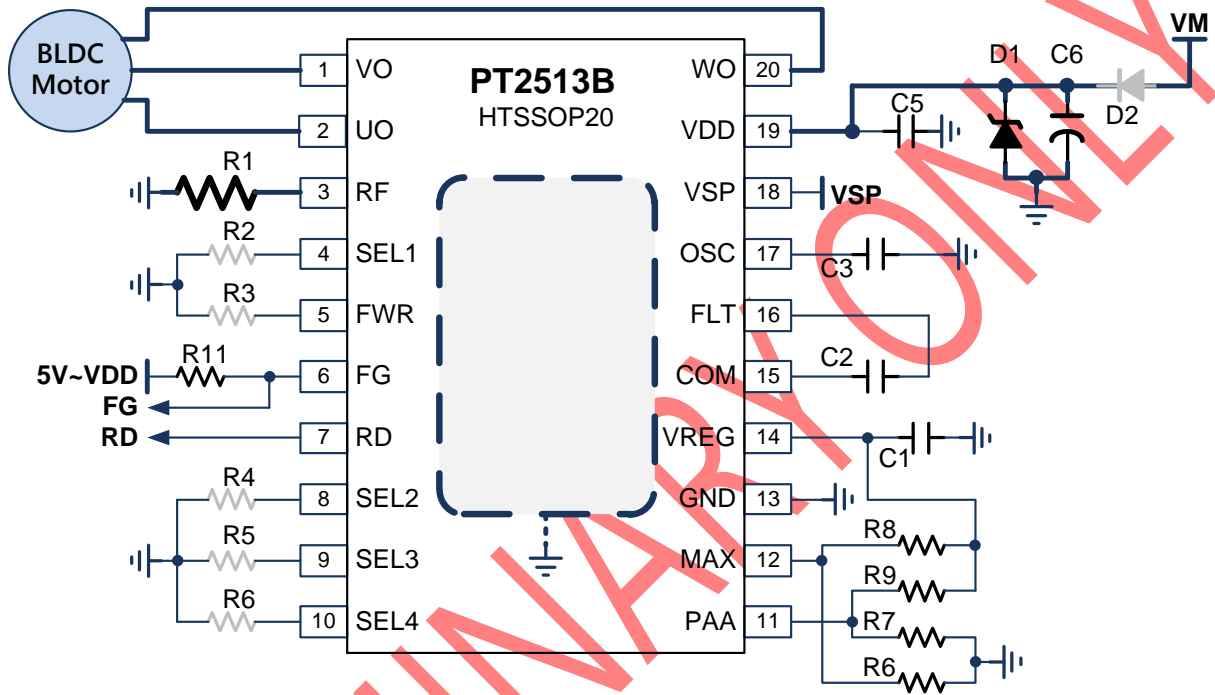 BLDC
Motor
PT2513B
HTSSOP20
1 VO
2 UO
R1
3 RF
R2
4 SEL1
R3
5 FWR
5V~VDD
R11
6 FG
FG
RD
7 RD
R4
8 SEL2
R5
9 SEL3
R6
10 SEL4
WO 20
VDD 19
C5
D1
C6
D2
VM
VSP 18
VSP
OSC 17
C3
FLT 16
C2
COM 15
VREG 14
C1
GND 13
MAX 12
PAA 11
R8
R9
R7
R6
NARY ONLY